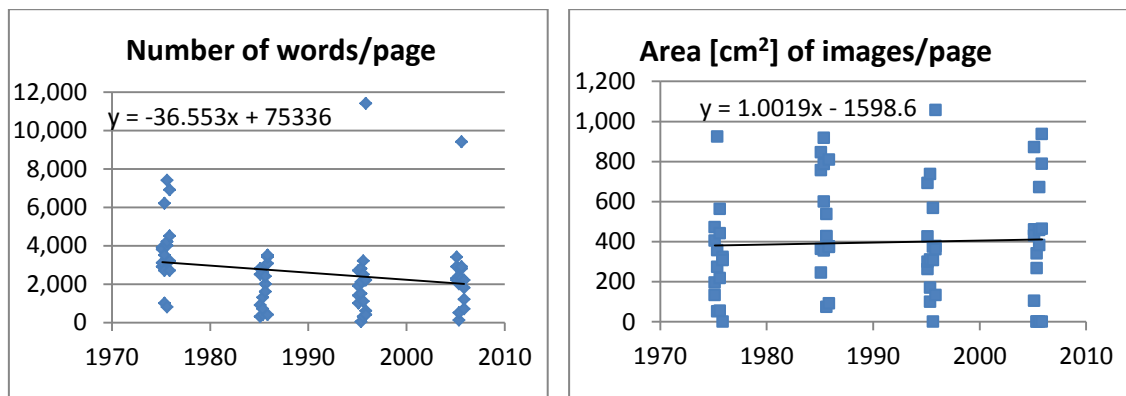 Number of words/page
12,000
y = -36.553x + 75336
10,000
8,000
6,000
4,000
2,000
0
1970 1980 1990 2000 2010
Area [cm²] of images/page
1,200
y = 1.0019x - 1598.6
1,000
800
600
400
200
0
1970 1980 1990 2000 2010